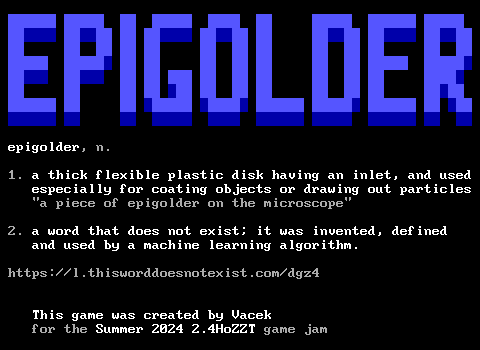 EPIGOLDER
epigolder, n.
1. a thick flexible plastic disk having an inlet, and used
especially for coating objects or drawing out particles
"a piece of epigolder on the microscope"
2. a word that does not exist; it was invented, defined
and used by a machine learning algorithm.
https://l.thisworddoesnotexist.com/dgz4
This game was created by Vacek
for the Summer 2024 2.4HoZZT game jam